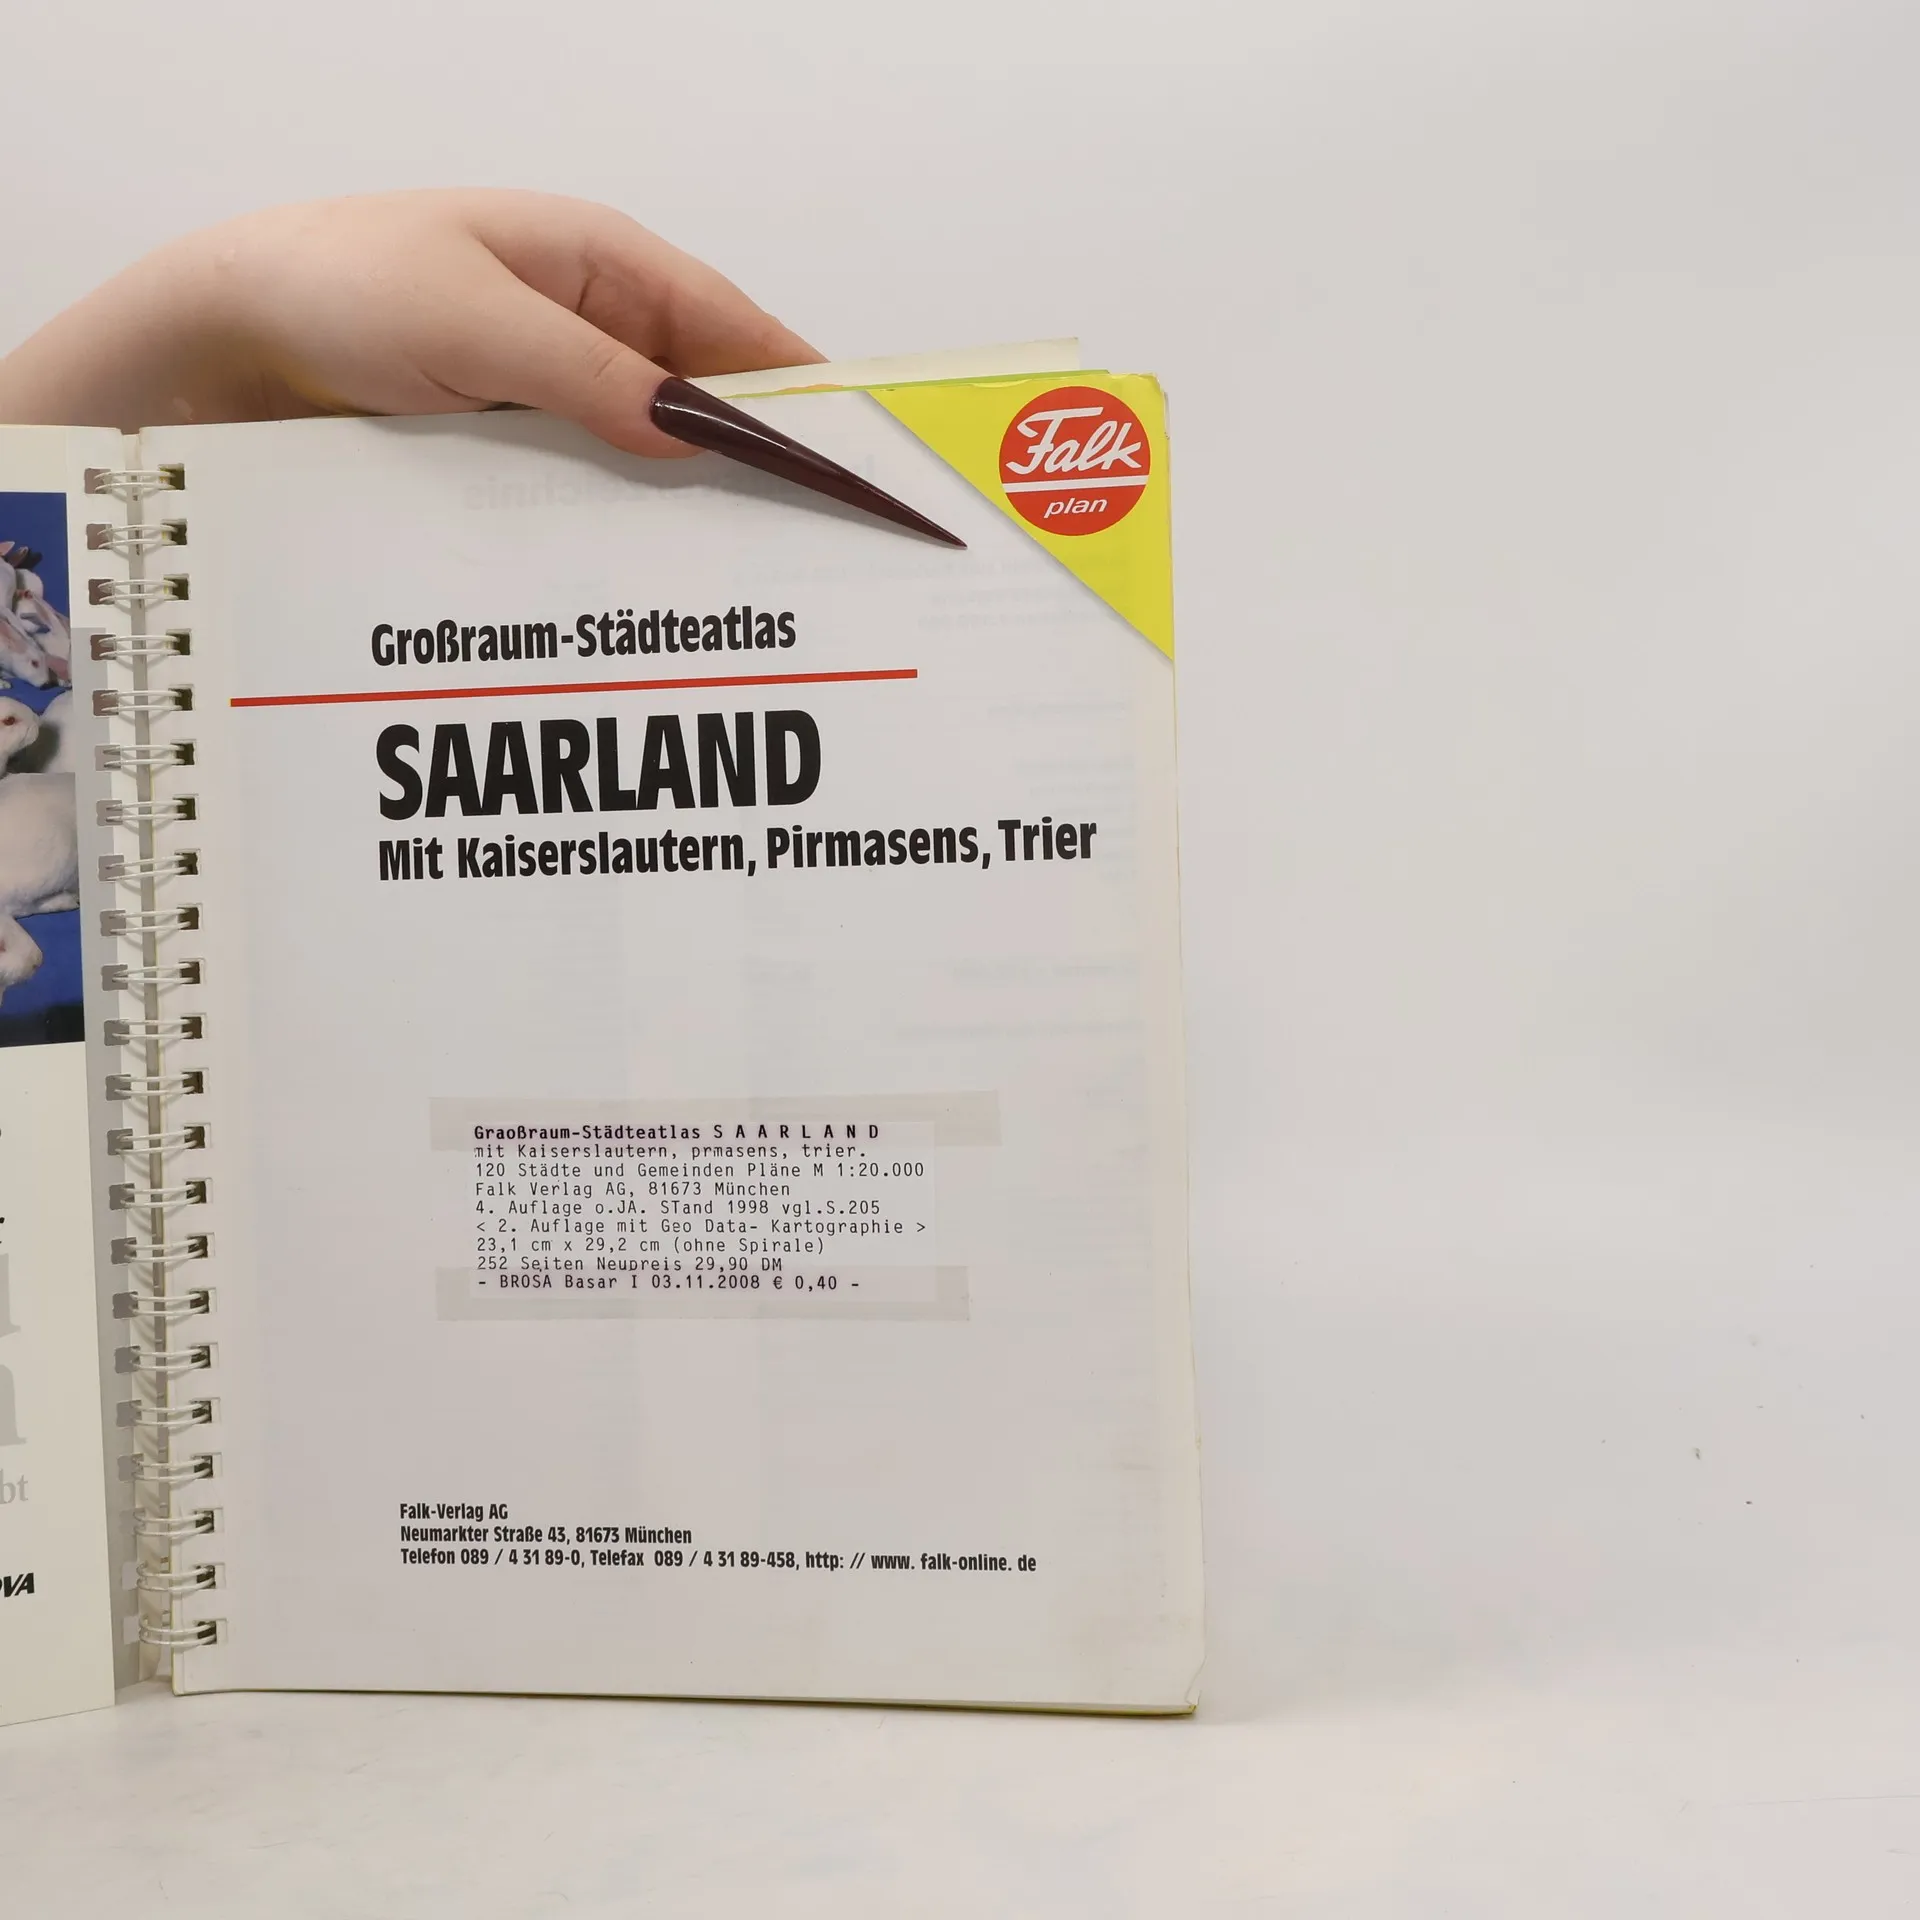 Falk
plan
Großraum-Städteatlas
SAARLAND
Mit Kaiserslautern, Pirmasens, Trier
GraoßRaum-Städteatlas S A A R L A N D
mit Kaiserslautern, prmasens, trier.
120 Städte und Gemeinden Pläne M 1:20.000
Falk Verlag AG, 81673 München
4. Auflage o.JA. STand 1998 vgl.S.205
< 2. Auflage mit Geo Data- Kartographie >
23,1 cm x 29,2 cm (ohne Spirale)
252 Seiten Neupreis 29,90 DM
- BROSA Basar I 03.11.2008 € 0,40 -
Falk-Verlag AG
Neumarkter Straße 43, 81673 München
Telefon 089 / 4 31 89-0, Telefax 089 / 4 31 89-458, http: // www. falk-online. de